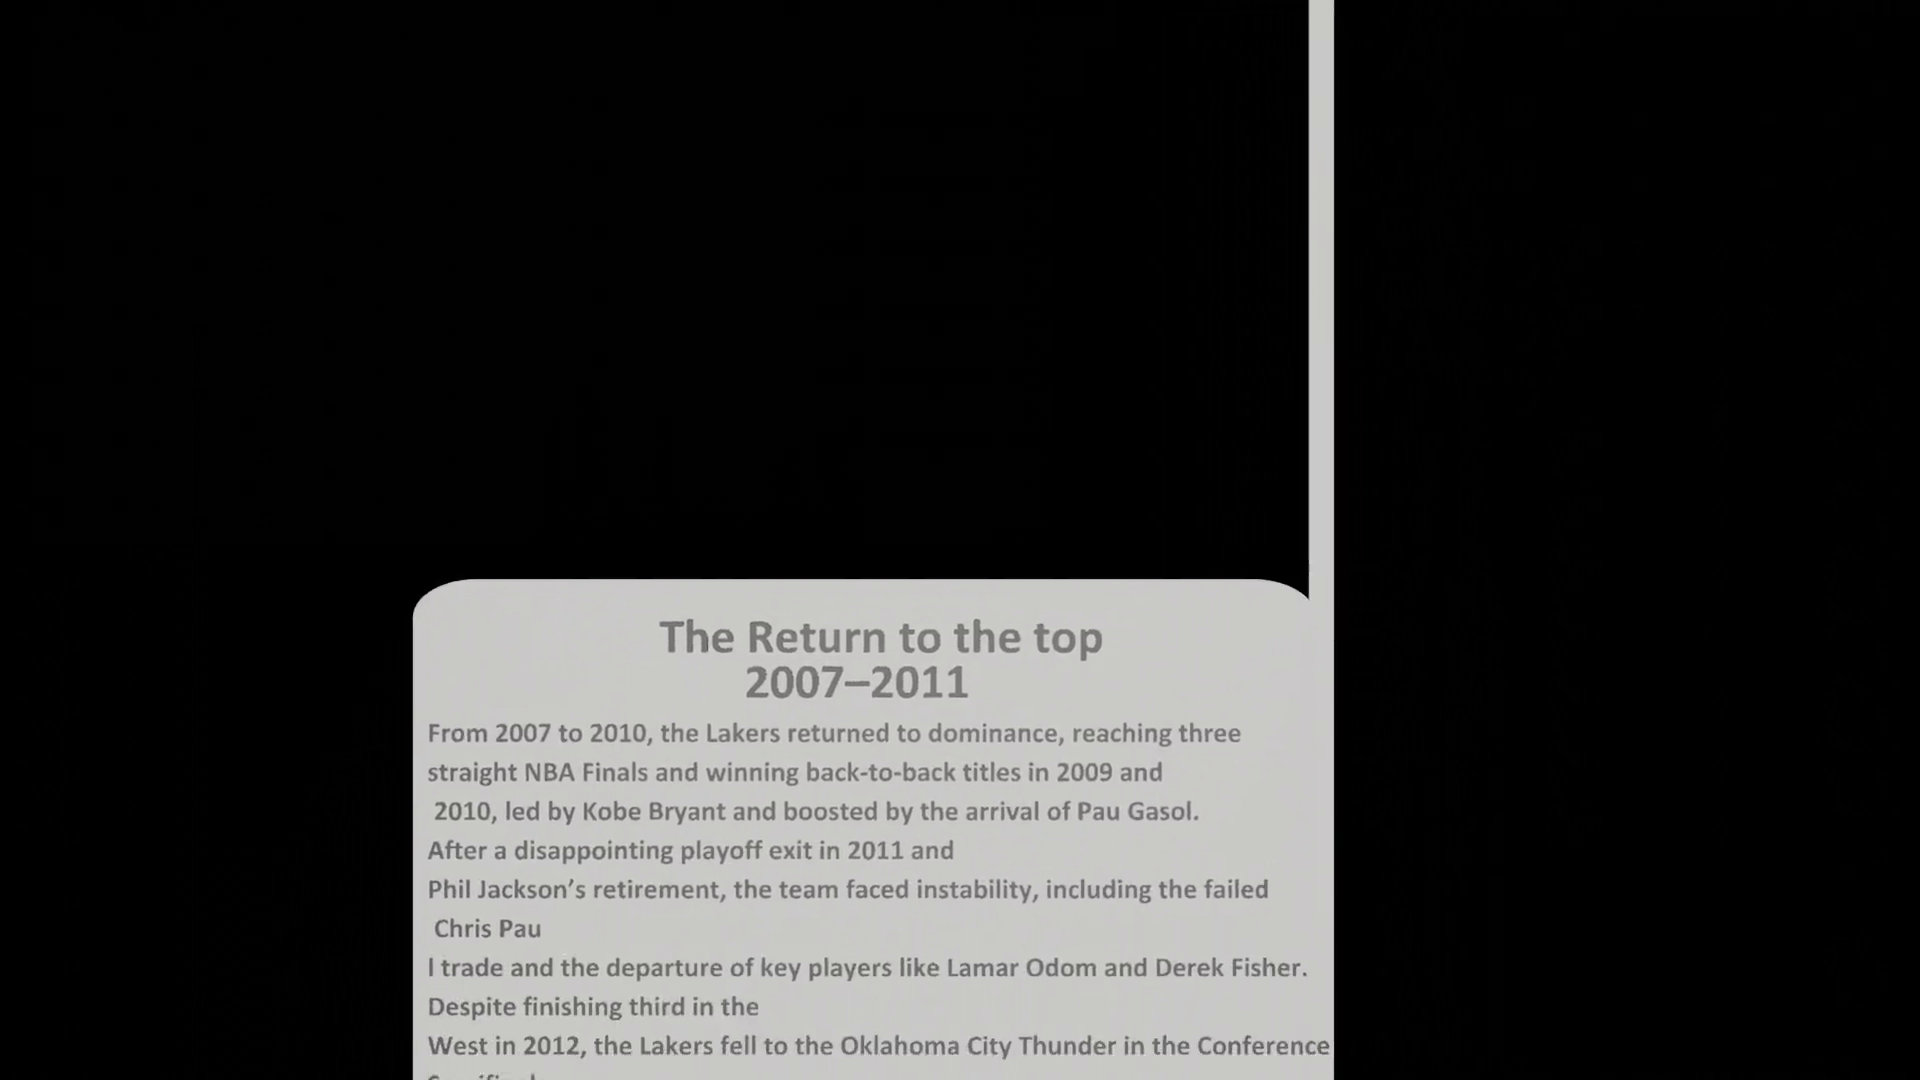 The Return to the top
2007–2011
From 2007 to 2010, the Lakers returned to dominance, reaching three
straight NBA Finals and winning back-to-back titles in 2009 and
2010, led by Kobe Bryant and boosted by the arrival of Pau Gasol.
After a disappointing playoff exit in 2011 and
Phil Jackson’s retirement, the team faced instability, including the failed
Chris Pau
l trade and the departure of key players like Lamar Odom and Derek Fisher.
Despite finishing third in the
West in 2012, the Lakers fell to the Oklahoma City Thunder in the Conference